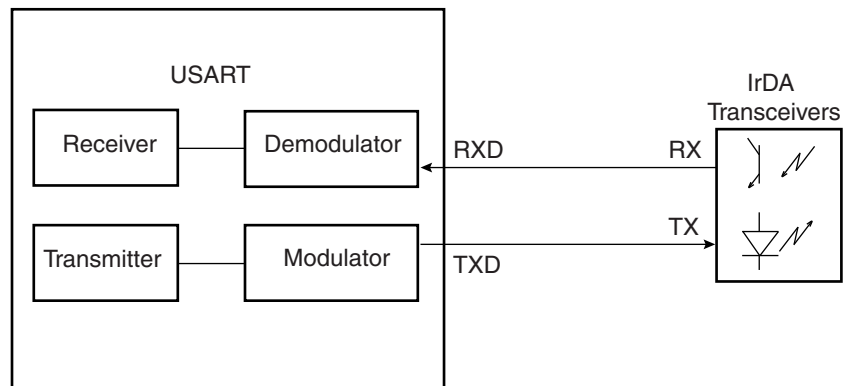 USART
IrDA
Transceivers
Receiver
Demodulator
RXD
RX
Transmitter
Modulator
TXD
TX